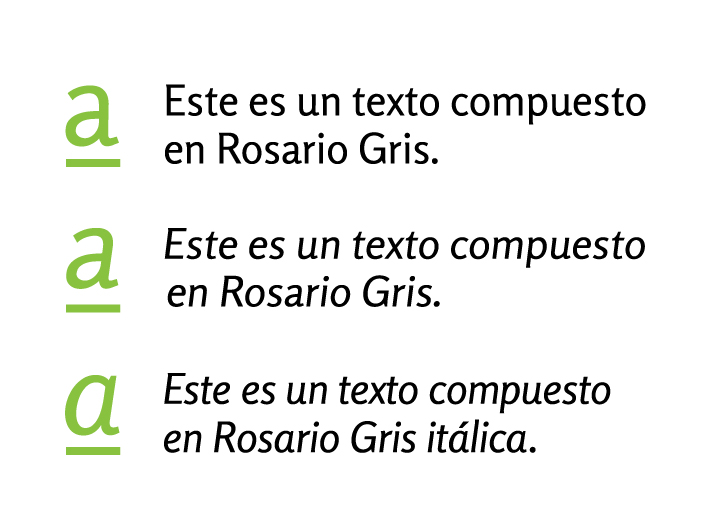 a
Este es un texto compuesto
en Rosario Gris.
a
Este es un texto compuesto
en Rosario Gris.
a
Este es un texto compuesto
en Rosario Gris itálica.